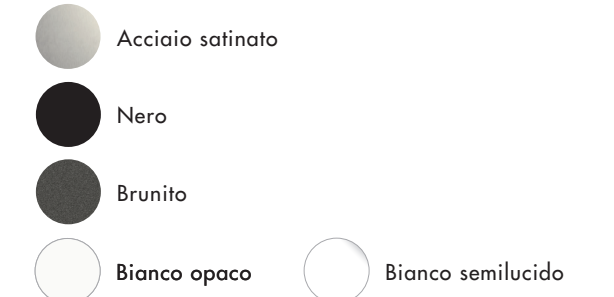 Acciaio satinato
Nero
Brunito
Bianco opaco
Bianco semilucido